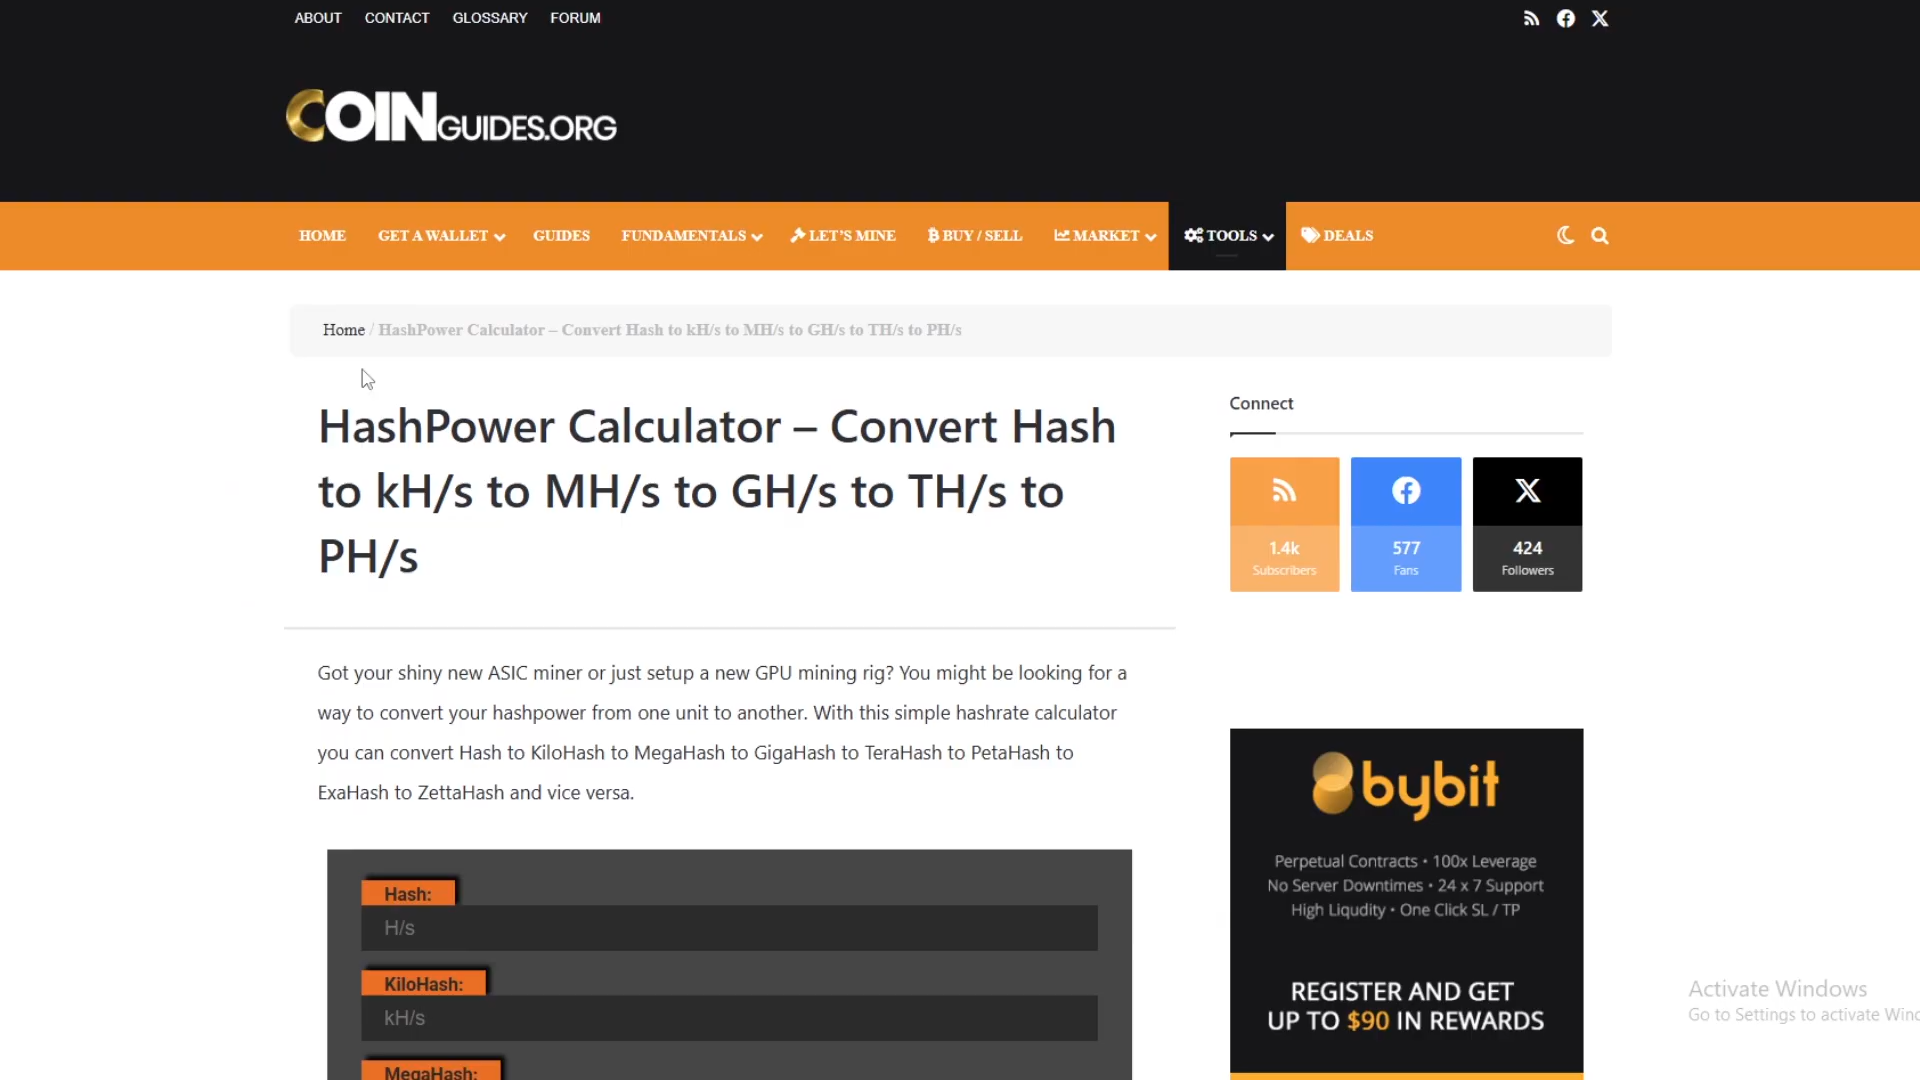 ABOUT CONTACT GLOSSARY FORUM
COINGUIDES.ORG
HOME GET A WALLET GUIDES FUNDAMENTALS LET'S MINE BUY / SELL MARKET TOOLS DEALS
Home / HashPower Calculator – Convert Hash to kH/s to MH/s to GH/s to TH/s to PH/s
HashPower Calculator – Convert Hash
to kH/s to MH/s to GH/s to TH/s to
PH/s
Got your shiny new ASIC miner or just setup a new GPU mining rig? You might be looking for a
way to convert your hashpower from one unit to another. With this simple hashrate calculator
you can convert Hash to KiloHash to MegaHash to GigaHash to TeraHash to PetaHash to
ExaHash to ZettaHash and vice versa.
Hash:
H/s
KiloHash:
kH/s
MegaHash:
Connect
1.4k 577 424
Subscribers Fans Followers
bybit
Perpetual Contracts • 100x Leverage
No Server Downtimes • 24 x 7 Support
High Liqudity • One Click SL / TP
REGISTER AND GET
UP TO $90 IN REWARDS
Activate Windows
Go to Settings to activate Winc